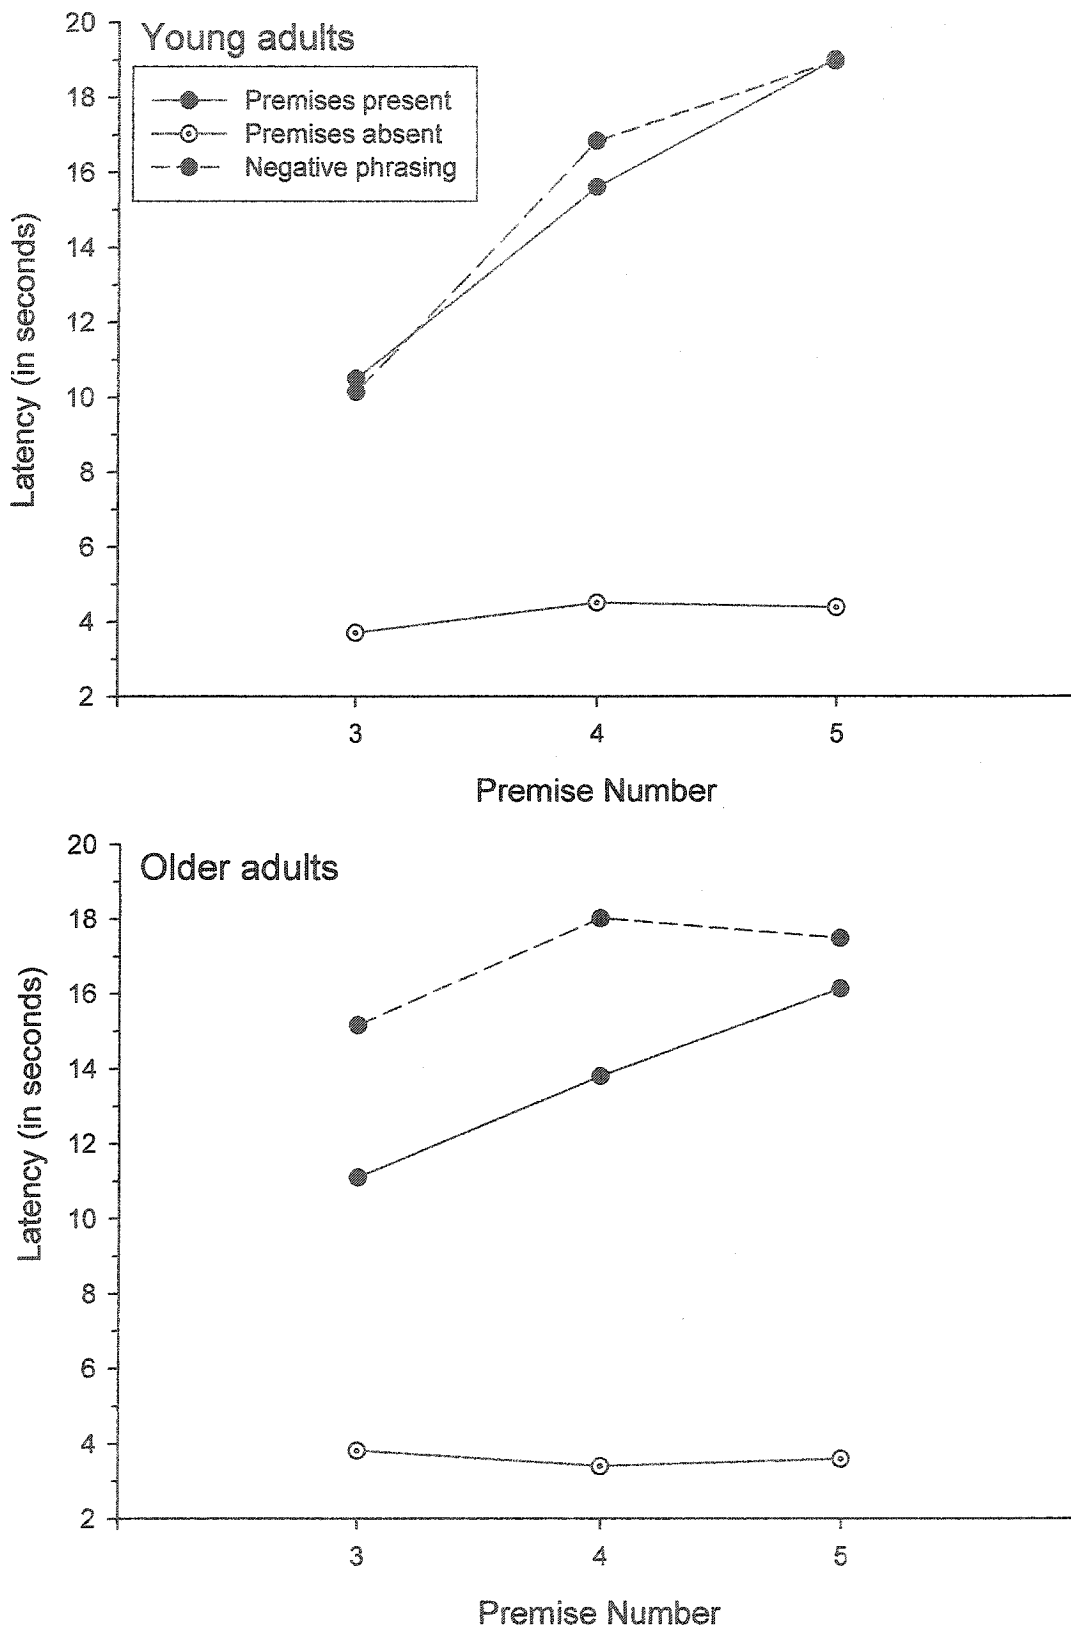 Young adults
Premises present
Premises absent
Negative phrasing
20
18
16
14
12
10
8
6
4
2
Latency (in seconds)
3 4 5
Premise Number
Older adults
20
18
16
14
12
10
8
6
4
2
Latency (in seconds)
3 4 5
Premise Number